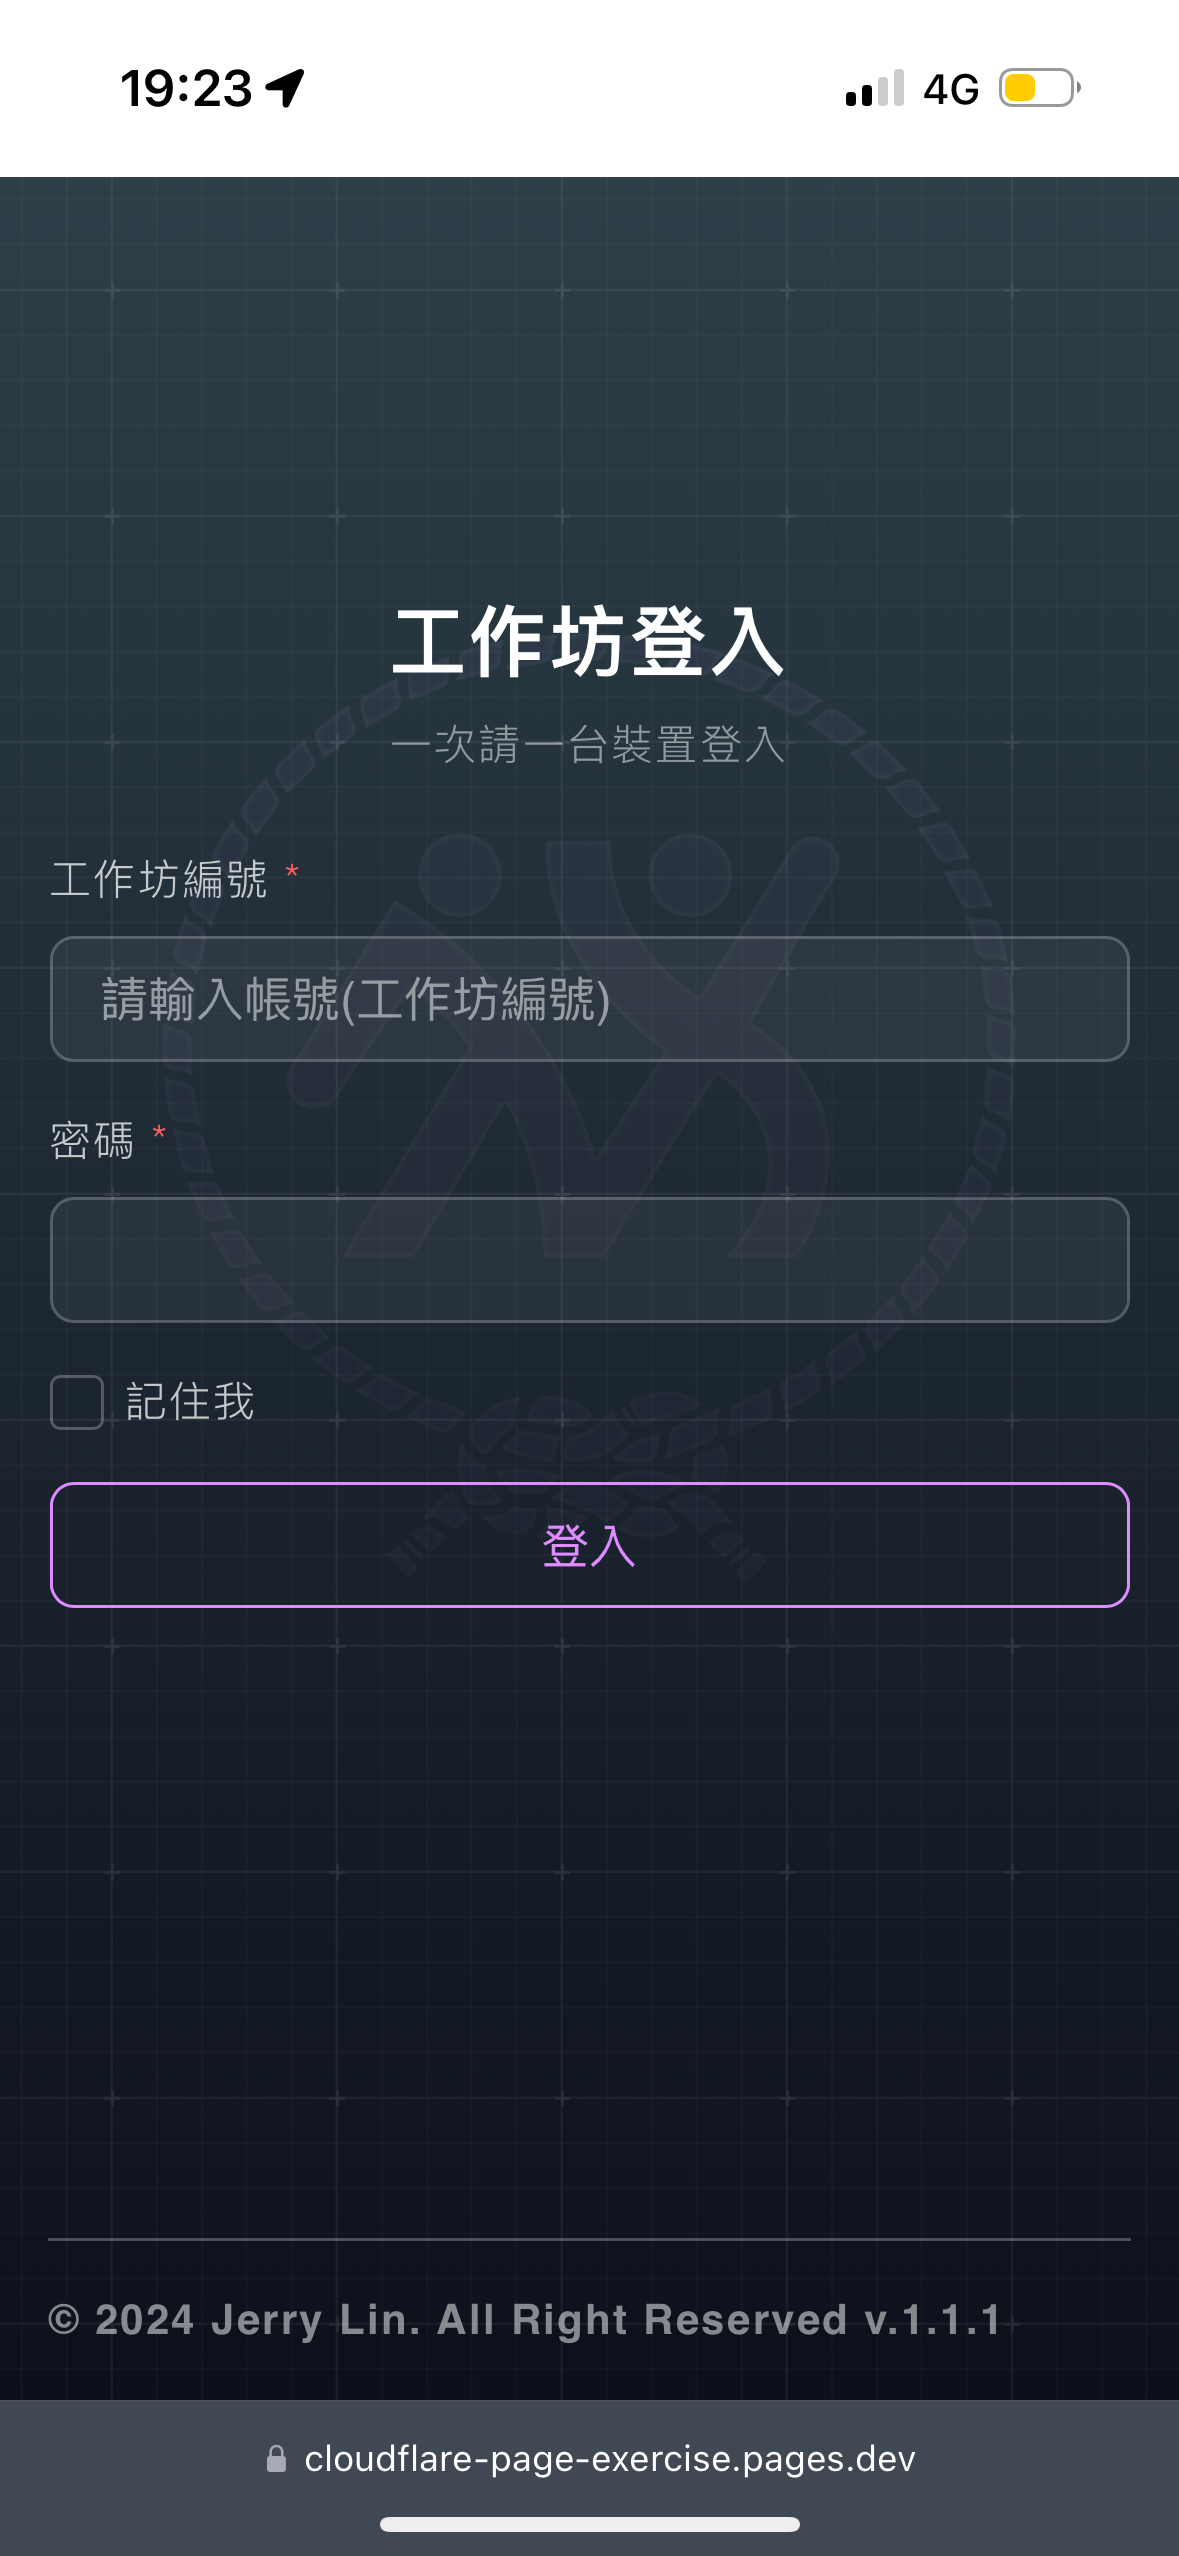 19:23
4G
工作坊登入
一次請一台裝置登入
工作坊編號 *
請輸入帳號(工作坊編號)
密碼 *
記住我
登入
© 2024 Jerry Lin. All Right Reserved v.1.1.1
cloudflare-page-exercise.pages.dev